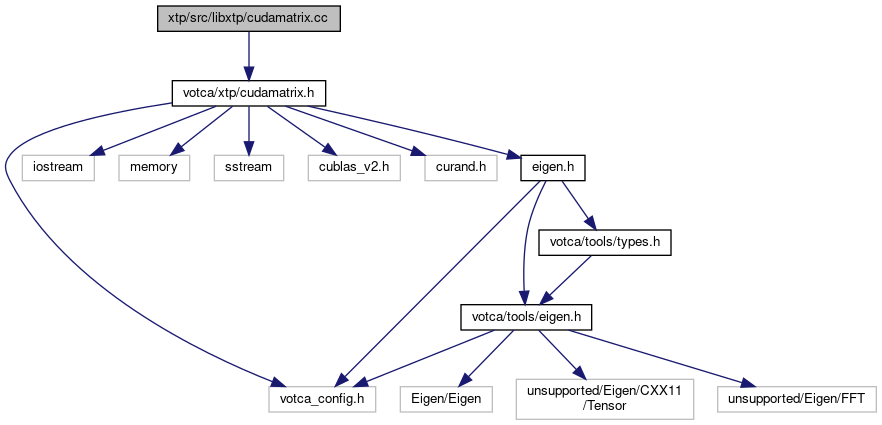 xtp/src/libxtp/cudamatrix.cc
votca/xtp/cudamatrix.h
iostream
memory
sstream
cublas_v2.h
curand.h
eigen.h
votca/tools/types.h
votca/tools/eigen.h
votca_config.h
Eigen/Eigen
unsupported/Eigen/CXX11
/Tensor
unsupported/Eigen/FFT